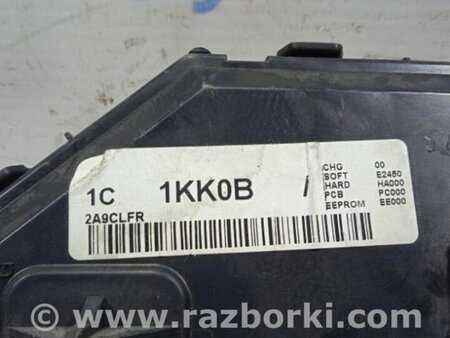 1C 1KK0B /
2A9CLFR
CHG 00
SOFT E2450
HARD HA000
PCB PC000
EEPROM EE000
www.razborki.com